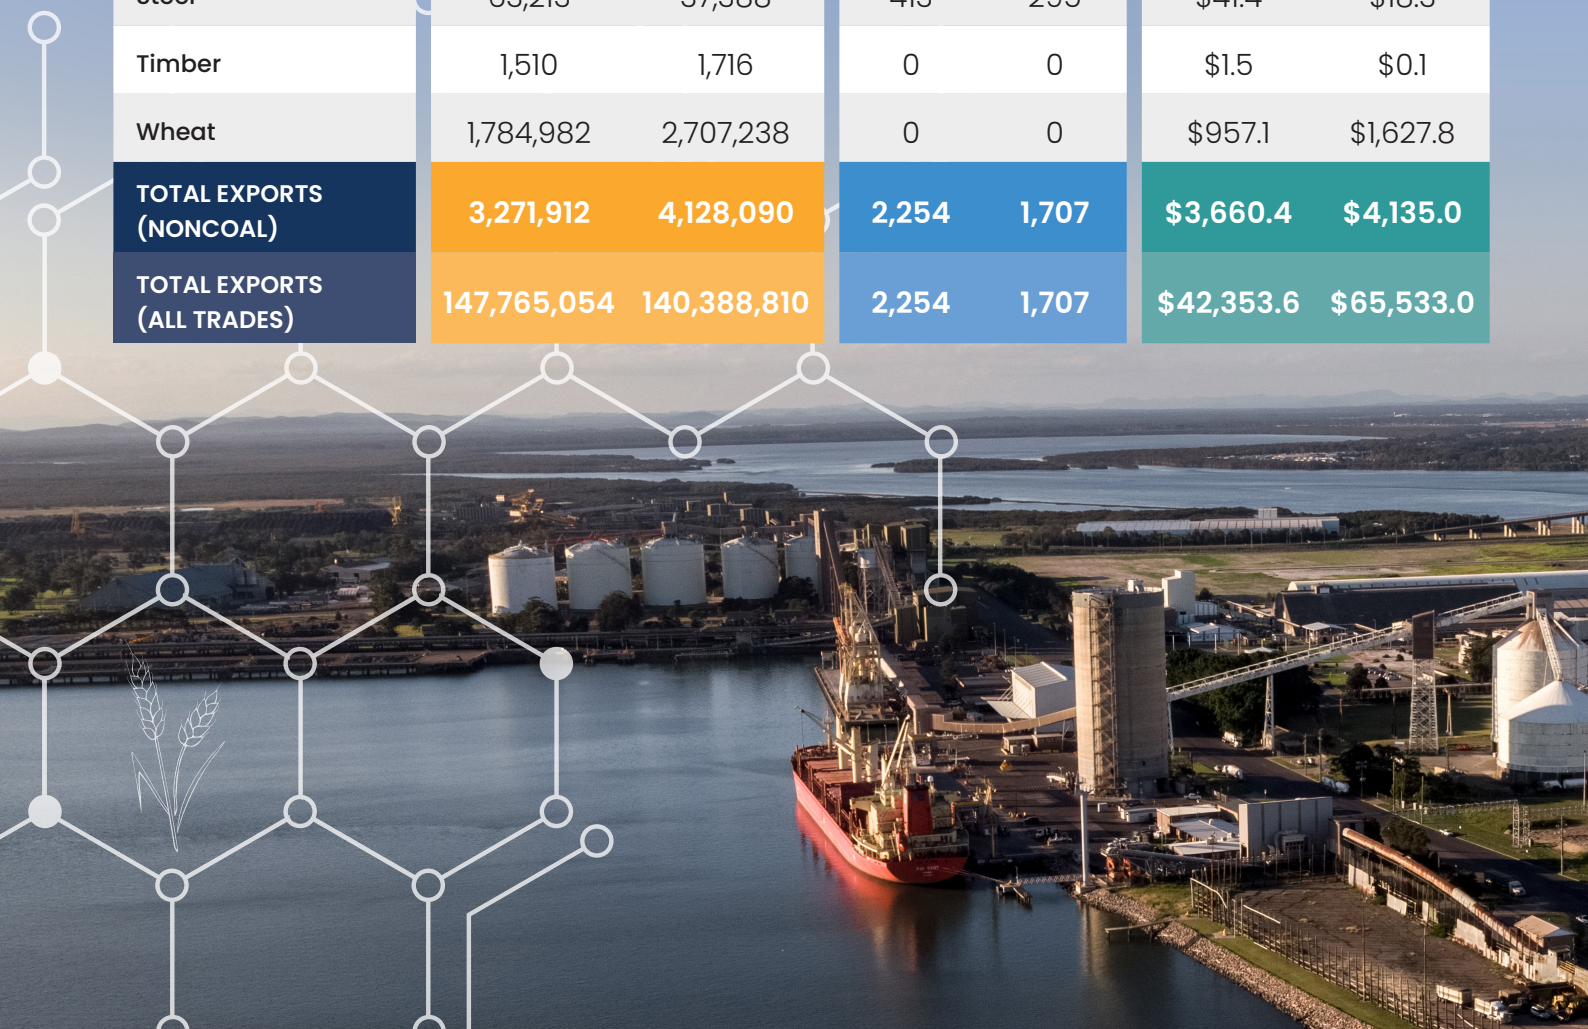 Timber 1,510 1,716 0 0 $1.5 $0.1
Wheat 1,784,982 2,707,238 0 0 $957.1 $1,627.8
TOTAL EXPORTS
(NONCOAL) 3,271,912 4,128,090 2,254 1,707 $3,660.4 $4,135.0
TOTAL EXPORTS
(ALL TRADES) 147,765,054 140,388,810 2,254 1,707 $42,353.6 $65,533.0